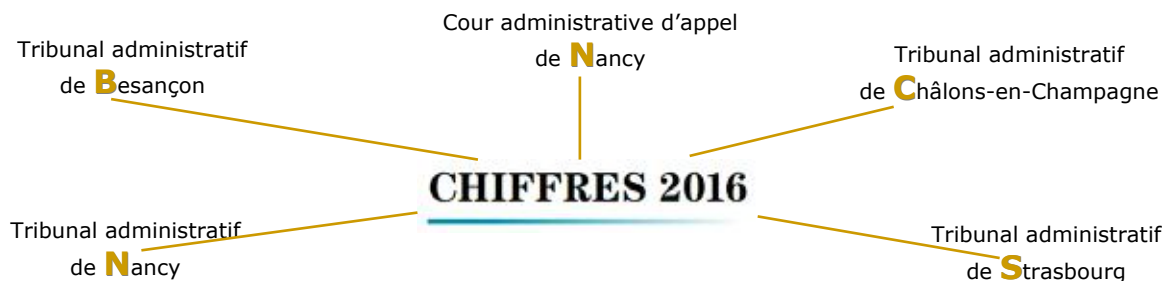 Cour administrative d’appel
de Nancy
Tribunal administratif
de Besançon
Tribunal administratif
de Châlons-en-Champagne
CHIFFRES 2016
Tribunal administratif
de Nancy
Tribunal administratif
de Strasbourg